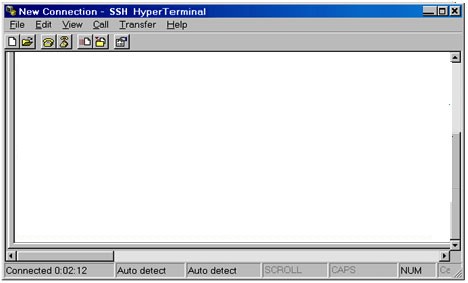 New Connection - SSH HyperTerminal
File Edit View Call Transfer Help
Connected 0:02:12 Auto detect Auto detect SCROLL CAPS NUM Ca